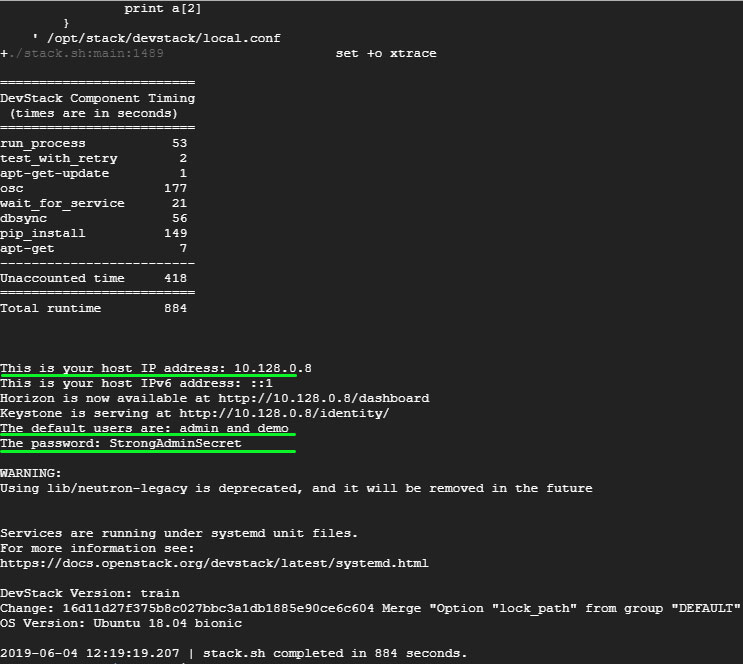 print a[2]
}
' /opt/stack/devstack/local.conf
+./stack.sh:main:1489 set +o xtrace
=========================
DevStack Component Timing
(times are in seconds)
=========================
run_process 53
test_with_retry 2
apt-get-update 1
osc 177
wait_for_service 21
dbsync 56
pip_install 149
apt-get 7
-------------------------
Unaccounted time 418
=========================
Total runtime 884
This is your host IP address: 10.128.0.8
This is your host IPv6 address: ::1
Horizon is now available at http://10.128.0.8/dashboard
Keystone is serving at http://10.128.0.8/identity/
The default users are: admin and demo
The password: StrongAdminSecret
WARNING:
Using lib/neutron-legacy is deprecated, and it will be removed in the future
Services are running under systemd unit files.
For more information see:
https://docs.openstack.org/devstack/latest/systemd.html
DevStack Version: train
Change: 16d11d27f375b8c027bbc3a1db1885e90ce6c604 Merge "Option "lock_path" from group "DEFAULT"
OS Version: Ubuntu 18.04 bionic
2019-06-04 12:19:19.207 | stack.sh completed in 884 seconds.